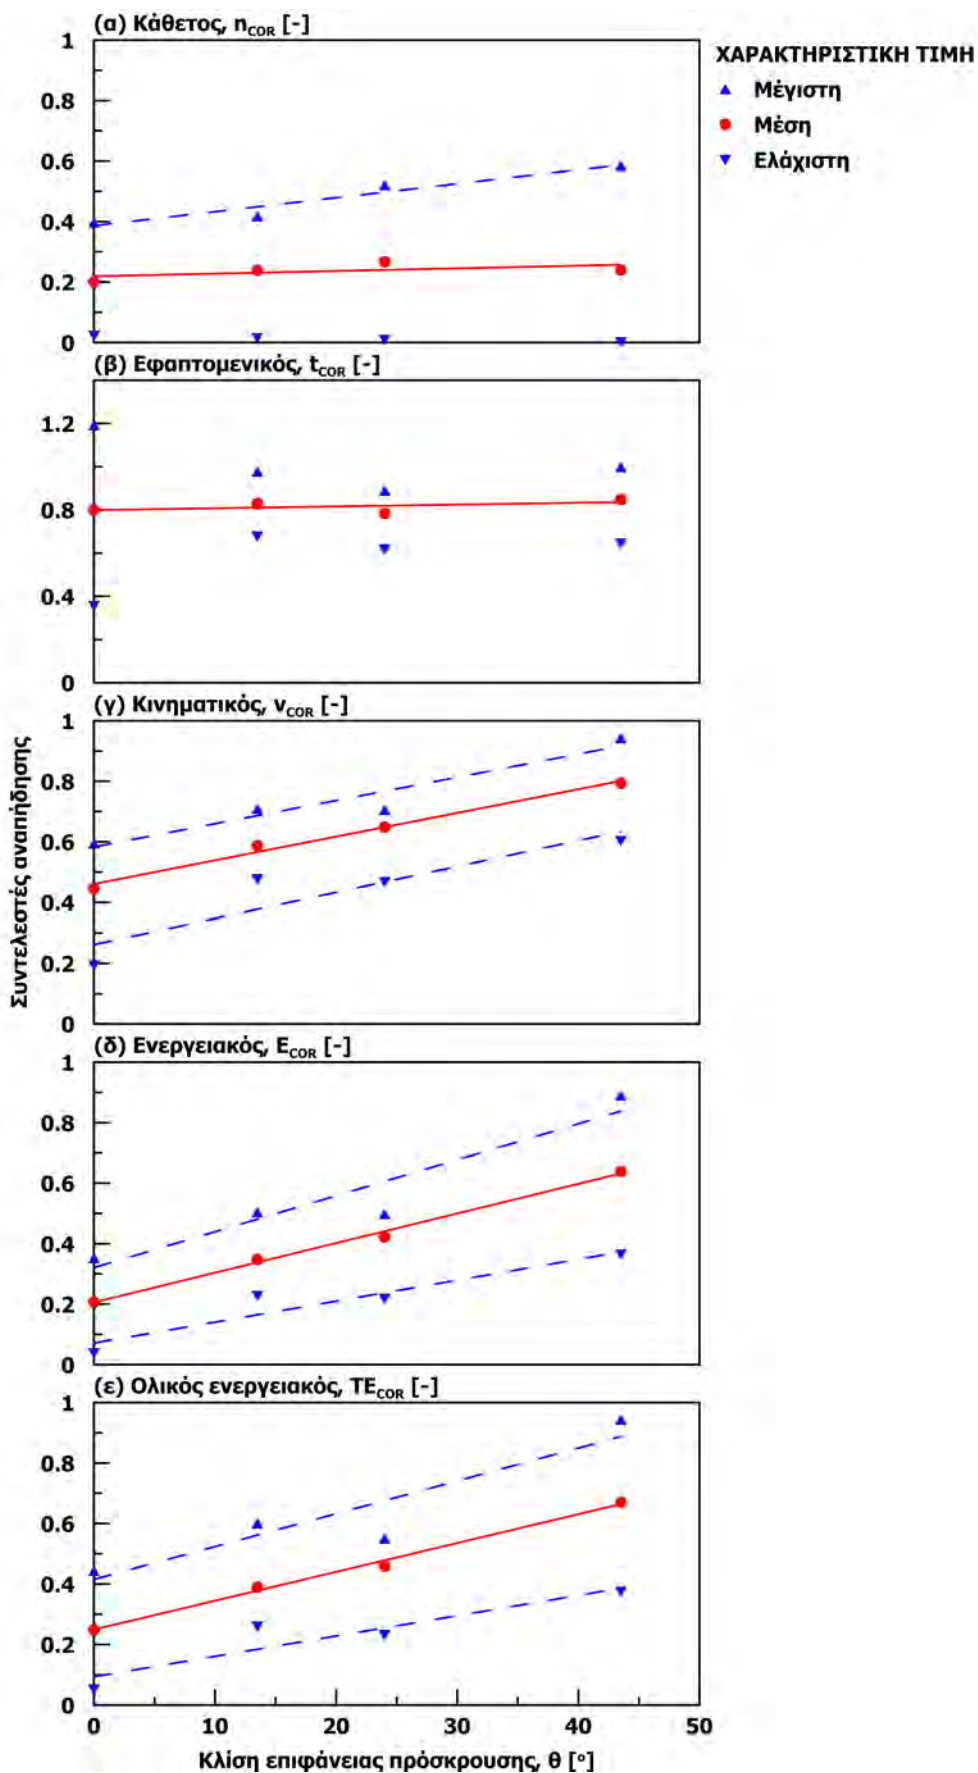 (α) Κάθετος, nCOR [-]
1
0.8
0.6
0.4
0.2
0
ΧΑΡΑΚΤΗΡΙΣΤΙΚΗ ΤΙΜΗ
Μέγιστη
Μέση
Ελάχιστη
(β) Εφαπτομενικός, tCOR [-]
1.2
0.8
0.4
0
(γ) Κινηματικός, vCOR [-]
1
0.8
0.6
0.4
0.2
0
Συντελεστές αναπήδησης
(δ) Ενεργειακός, ECOR [-]
1
0.8
0.6
0.4
0.2
0
(ε) Ολικός ενεργειακός, TECOR [-]
1
0.8
0.6
0.4
0.2
0
0 10 20 30 40 50
Κλίση επιφάνειας πρόσκρουσης, θ [°]